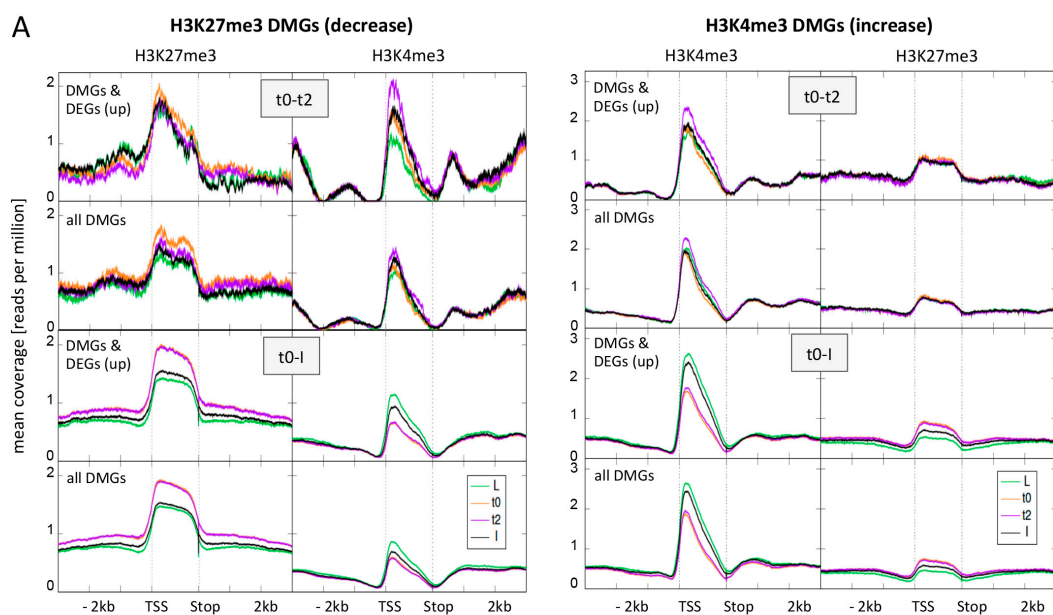 A
H3K27me3 DMGs (decrease)
H3K4me3 DMGs (increase)
H3K27me3
H3K4me3
H3K4me3
H3K27me3
mean coverage [reads per million]
2
1
0
DMGs &
DEGs (up)
t0-t2
3
2
1
0
DMGs &
DEGs (up)
t0-t2
2
1
0
all DMGs
3
2
1
0
all DMGs
2
1
0
DMGs &
DEGs (up)
t0-I
3
2
1
0
DMGs &
DEGs (up)
t0-I
2
1
0
all DMGs
L
t0
t2
I
3
2
1
0
all DMGs
L
t0
t2
I
- 2kb
TSS
Stop
2kb
- 2kb
TSS
Stop
2kb
- 2kb
TSS
Stop
2kb
- 2kb
TSS
Stop
2kb